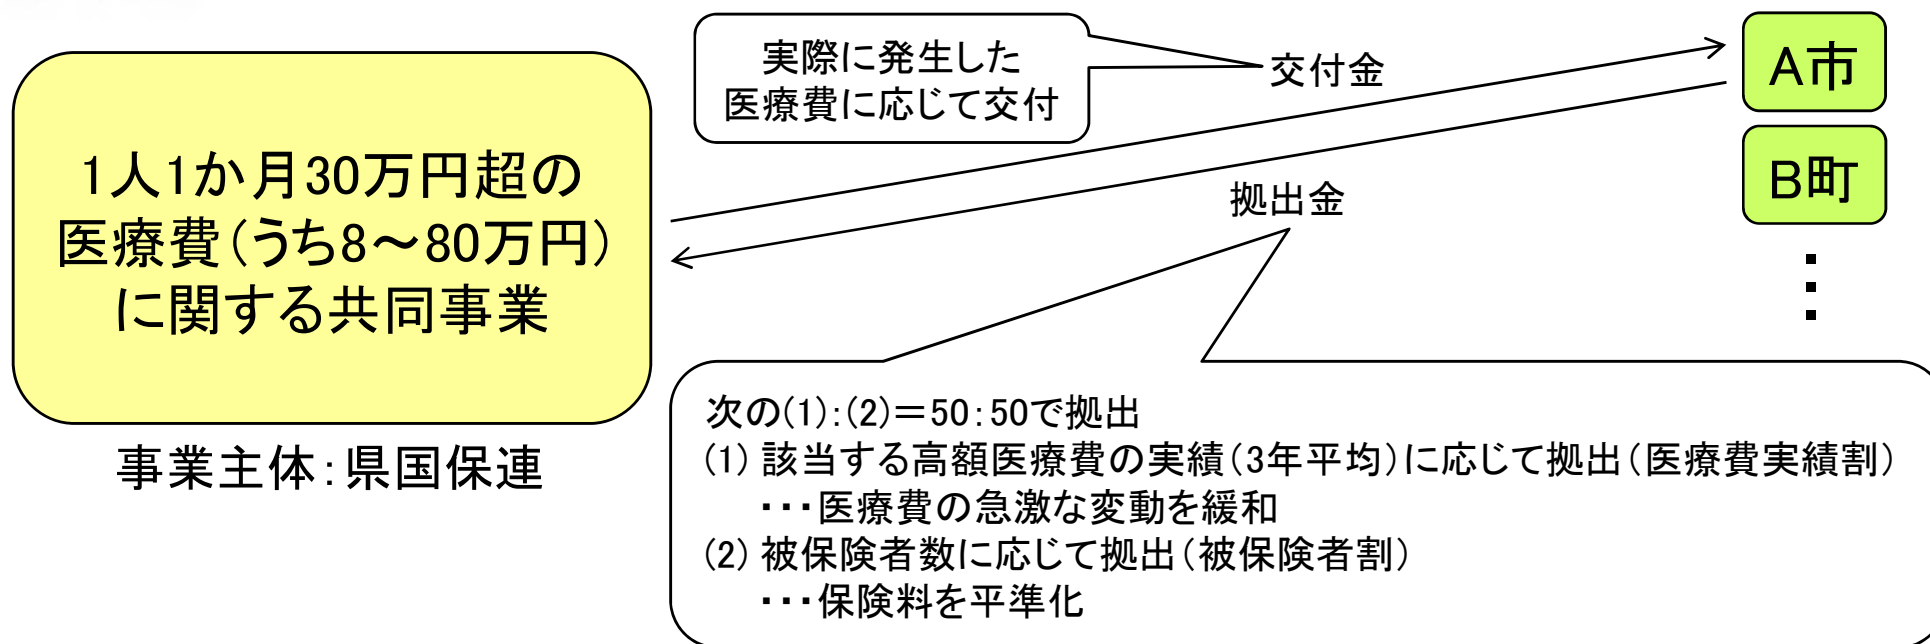 1人1か月30万円超の
医療費(うち8～80万円)
に関する共同事業
事業主体:県国保連
実際に発生した
医療費に応じて交付
交付金
拠出金
A市
B町
次の(1):(2)＝50:50で拠出
(1) 該当する高額医療費の実績(3年平均)に応じて拠出(医療費実績割)
・・・医療費の急激な変動を緩和
(2) 被保険者数に応じて拠出(被保険者割)
・・・保険料を平準化